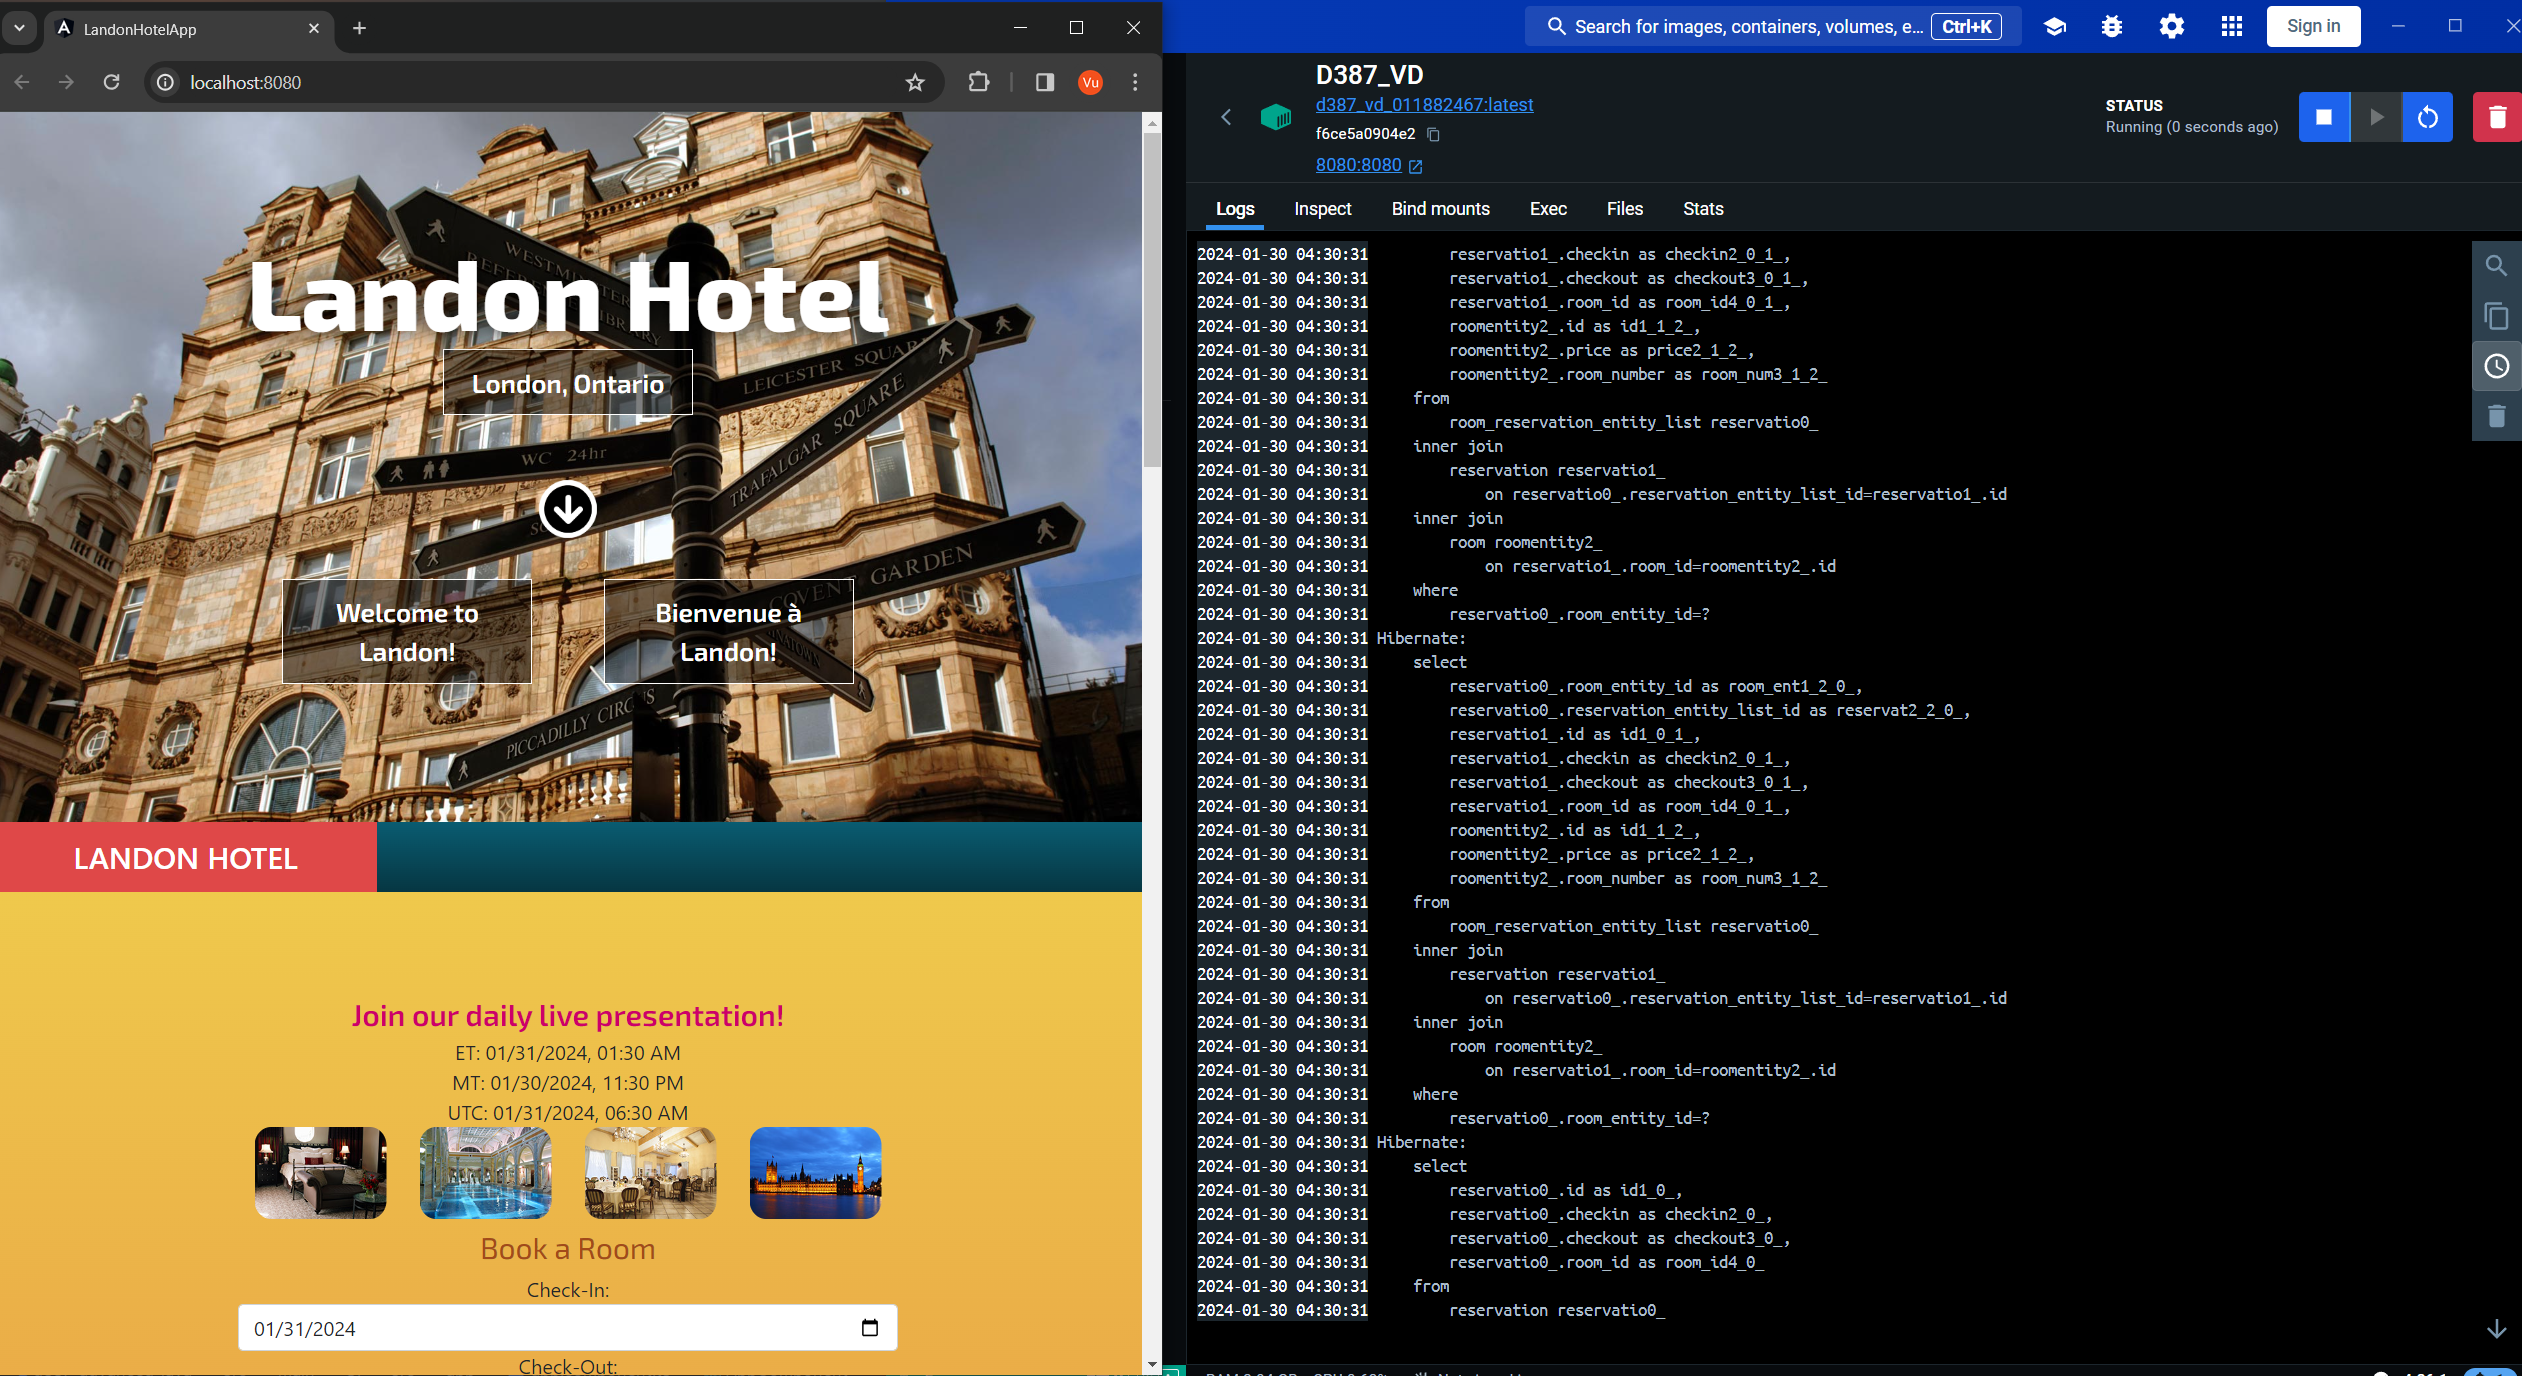 LandonHotelApp
localhost:8080
Vu
Landon Hotel
London, Ontario
Welcome to
Landon!
Bienvenue à
Landon!
WESTMINSTER
REFERENCE
LIBRARY
LEICESTER SQUARE
TRAFALGAR SQUARE
WC 24hr
COVENT GARDEN
CHINATOWN
PICCADILLY CIRCUS
LANDON HOTEL
Join our daily live presentation!
ET: 01/31/2024, 01:30 AM
MT: 01/30/2024, 11:30 PM
UTC: 01/31/2024, 06:30 AM
Book a Room
Check-In:
01/31/2024
Check-Out:
Search for images, containers, volumes, e... Ctrl+K
Sign in
D387_VD
d387_vd_011882467:latest
f6ce5a0904e2
8080:8080
STATUS
Running (0 seconds ago)
Logs Inspect Bind mounts Exec Files Stats
2024-01-30 04:30:31 reservatio1_.checkin as checkin2_0_1_,
2024-01-30 04:30:31 reservatio1_.checkout as checkout3_0_1_,
2024-01-30 04:30:31 reservatio1_.room_id as room_id4_0_1_,
2024-01-30 04:30:31 roomentity2_.id as id1_1_2_,
2024-01-30 04:30:31 roomentity2_.price as price2_1_2_,
2024-01-30 04:30:31 roomentity2_.room_number as room_num3_1_2_
2024-01-30 04:30:31 from
2024-01-30 04:30:31 room_reservation_entity_list reservatio0_
2024-01-30 04:30:31 inner join
2024-01-30 04:30:31 reservation reservatio1_
2024-01-30 04:30:31 on reservatio0_.reservation_entity_list_id=reservatio1_.id
2024-01-30 04:30:31 inner join
2024-01-30 04:30:31 room roomentity2_
2024-01-30 04:30:31 on reservatio1_.room_id=roomentity2_.id
2024-01-30 04:30:31 where
2024-01-30 04:30:31 reservatio0_.room_entity_id=?
2024-01-30 04:30:31 Hibernate:
2024-01-30 04:30:31 select
2024-01-30 04:30:31 reservatio0_.room_entity_id as room_ent1_2_0_,
2024-01-30 04:30:31 reservatio0_.reservation_entity_list_id as reservat2_2_0_,
2024-01-30 04:30:31 reservatio1_.id as id1_0_1_,
2024-01-30 04:30:31 reservatio1_.checkin as checkin2_0_1_,
2024-01-30 04:30:31 reservatio1_.checkout as checkout3_0_1_,
2024-01-30 04:30:31 reservatio1_.room_id as room_id4_0_1_,
2024-01-30 04:30:31 roomentity2_.id as id1_1_2_,
2024-01-30 04:30:31 roomentity2_.price as price2_1_2_,
2024-01-30 04:30:31 roomentity2_.room_number as room_num3_1_2_
2024-01-30 04:30:31 from
2024-01-30 04:30:31 room_reservation_entity_list reservatio0_
2024-01-30 04:30:31 inner join
2024-01-30 04:30:31 reservation reservatio1_
2024-01-30 04:30:31 on reservatio0_.reservation_entity_list_id=reservatio1_.id
2024-01-30 04:30:31 inner join
2024-01-30 04:30:31 room roomentity2_
2024-01-30 04:30:31 on reservatio1_.room_id=roomentity2_.id
2024-01-30 04:30:31 where
2024-01-30 04:30:31 reservatio0_.room_entity_id=?
2024-01-30 04:30:31 Hibernate:
2024-01-30 04:30:31 select
2024-01-30 04:30:31 reservatio0_.id as id1_0_,
2024-01-30 04:30:31 reservatio0_.checkin as checkin2_0_,
2024-01-30 04:30:31 reservatio0_.checkout as checkout3_0_,
2024-01-30 04:30:31 reservatio0_.room_id as room_id4_0_
2024-01-30 04:30:31 from
2024-01-30 04:30:31 reservation reservatio0_